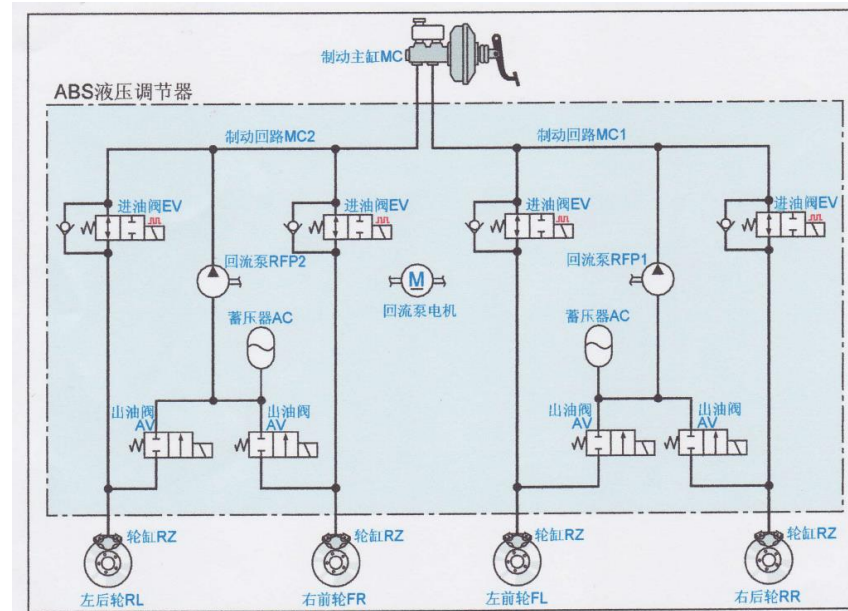 制动主缸MC
ABS液压调节器
制动回路MC2
制动回路MC1
进油阀EV
进油阀EV
进油阀EV
进油阀EV
回流泵RFP2
M
回流泵RFP1
回流泵电机
蓄压器AC
蓄压器AC
出油阀
AV
出油阀
AV
出油阀
AV
出油阀
AV
轮缸RZ
轮缸RZ
轮缸RZ
轮缸RZ
左后轮RL
右前轮FR
左前轮FL
右后轮RR